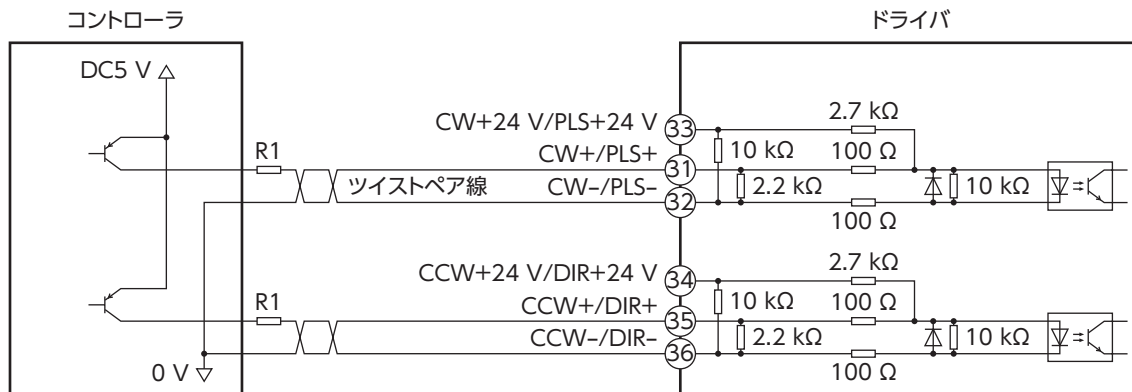 コントローラ
ドライバ
DC5 V
R1
ツイストペア線
CW+24 V/PLS+24 V
CW+/PLS+
CW–/PLS–
33
31
32
2.7 kΩ
10 kΩ
100 Ω
2.2 kΩ
10 kΩ
100 Ω
R1
0 V
CCW+24 V/DIR+24 V
CCW+/DIR+
CCW–/DIR–
34
35
36
2.7 kΩ
10 kΩ
100 Ω
2.2 kΩ
10 kΩ
100 Ω